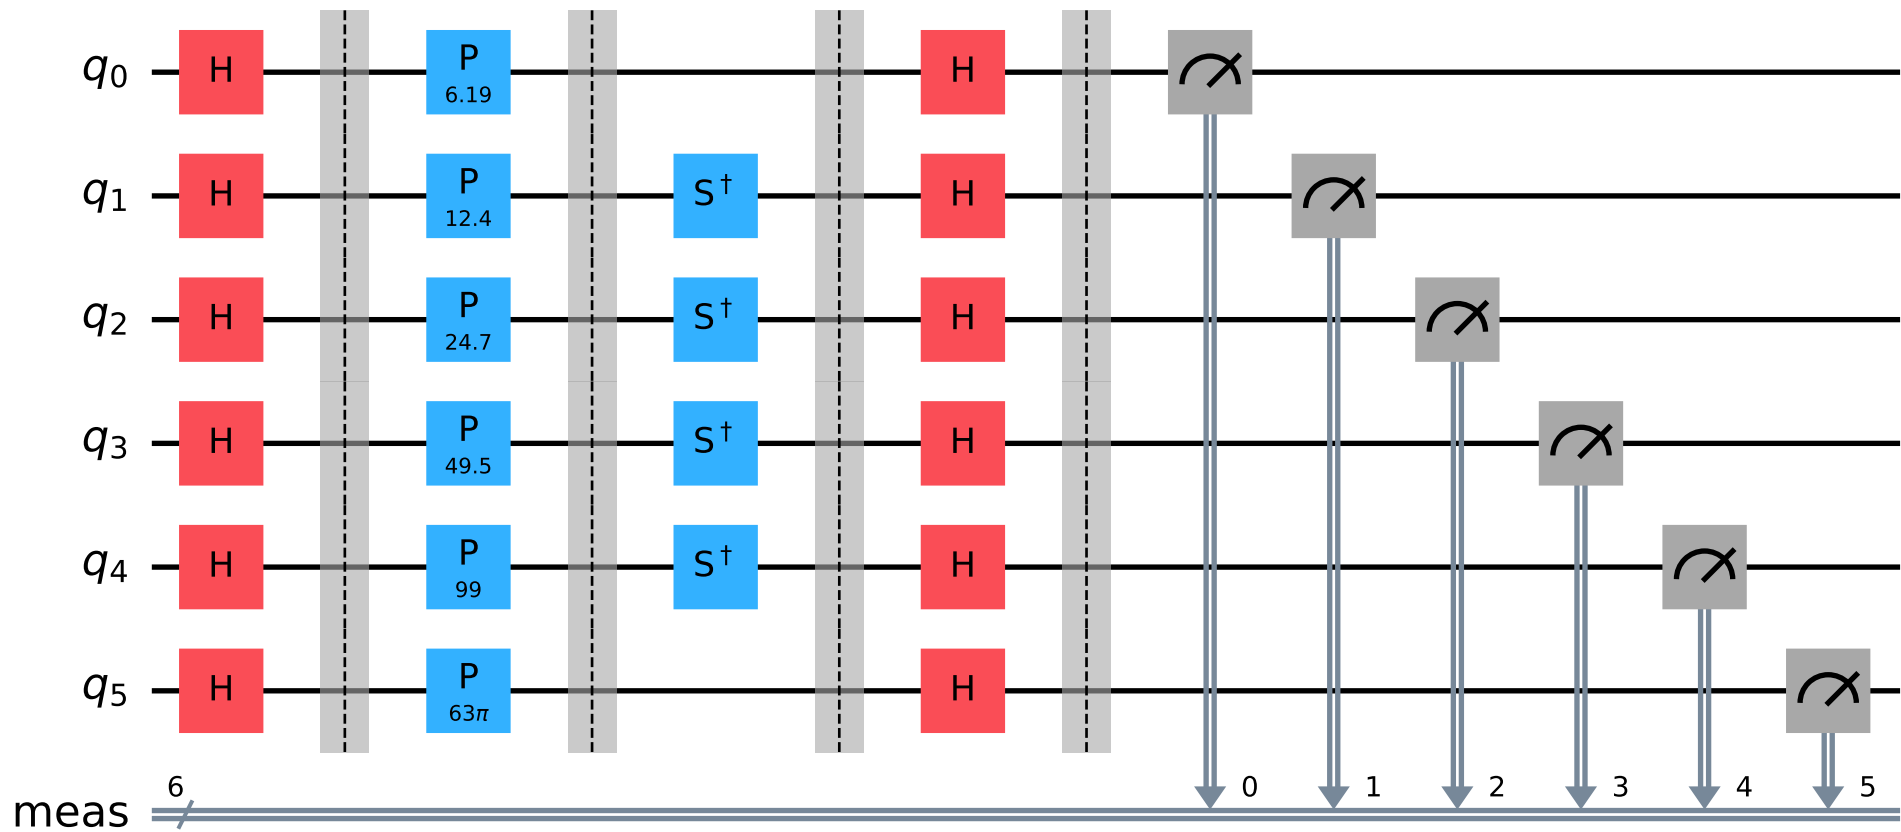 q0 H P 6.19 H
q1 H P 12.4 S† H
q2 H P 24.7 S† H
q3 H P 49.5 S† H
q4 H P 99 S† H
q5 H P 63π H
meas 6 0 1 2 3 4 5